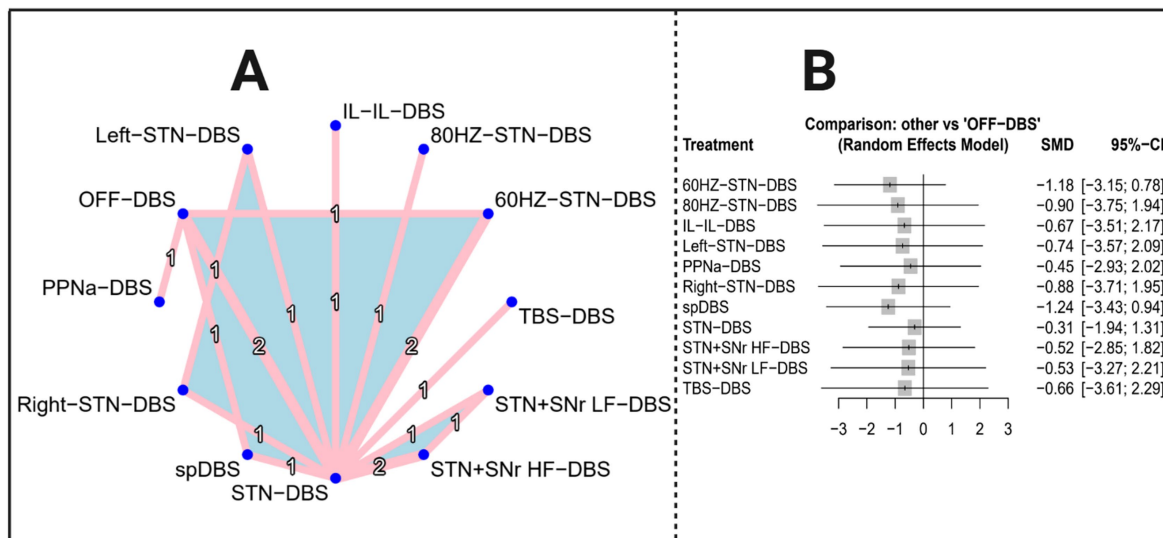 A
IL−IL−DBS
Left−STN−DBS
80HZ−STN−DBS
OFF−DBS
60HZ−STN−DBS
1
1
PPNa−DBS
1
1
1
1
TBS−DBS
1
2
2
1
Right−STN−DBS
STN+SNr LF−DBS
1
1
1
spDBS
1
2
STN+SNr HF−DBS
STN−DBS
B
Comparison: other vs 'OFF−DBS'
Treatment (Random Effects Model) SMD 95%−CI
60HZ−STN−DBS −1.18 [−3.15; 0.78]
80HZ−STN−DBS −0.90 [−3.75; 1.94]
IL−IL−DBS −0.67 [−3.51; 2.17]
Left−STN−DBS −0.74 [−3.57; 2.09]
PPNa−DBS −0.45 [−2.93; 2.02]
Right−STN−DBS −0.88 [−3.71; 1.95]
spDBS −1.24 [−3.43; 0.94]
STN−DBS −0.31 [−1.94; 1.31]
STN+SNr HF−DBS −0.52 [−2.85; 1.82]
STN+SNr LF−DBS −0.53 [−3.27; 2.21]
TBS−DBS −0.66 [−3.61; 2.29]
−3 −2 −1 0 1 2 3